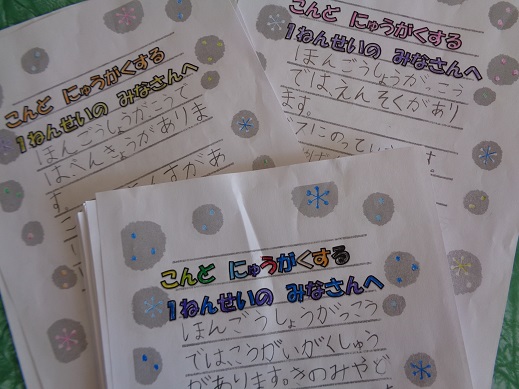 こんど にゅうがくする
1ねんせいの みなさんへ
ほんごうしょうがっこうで
は、べんきょうがありま
す。
こんど にゅうがくする
1ねんせいの みなさんへ
ほんごうしょうがっこう
ではえんそくがあり
ます。
こんど にゅうがくする
1ねんせいの みなさんへ
ほんごうしょうがっこう
では、こうがいがくしゅう
があります。きのみやど